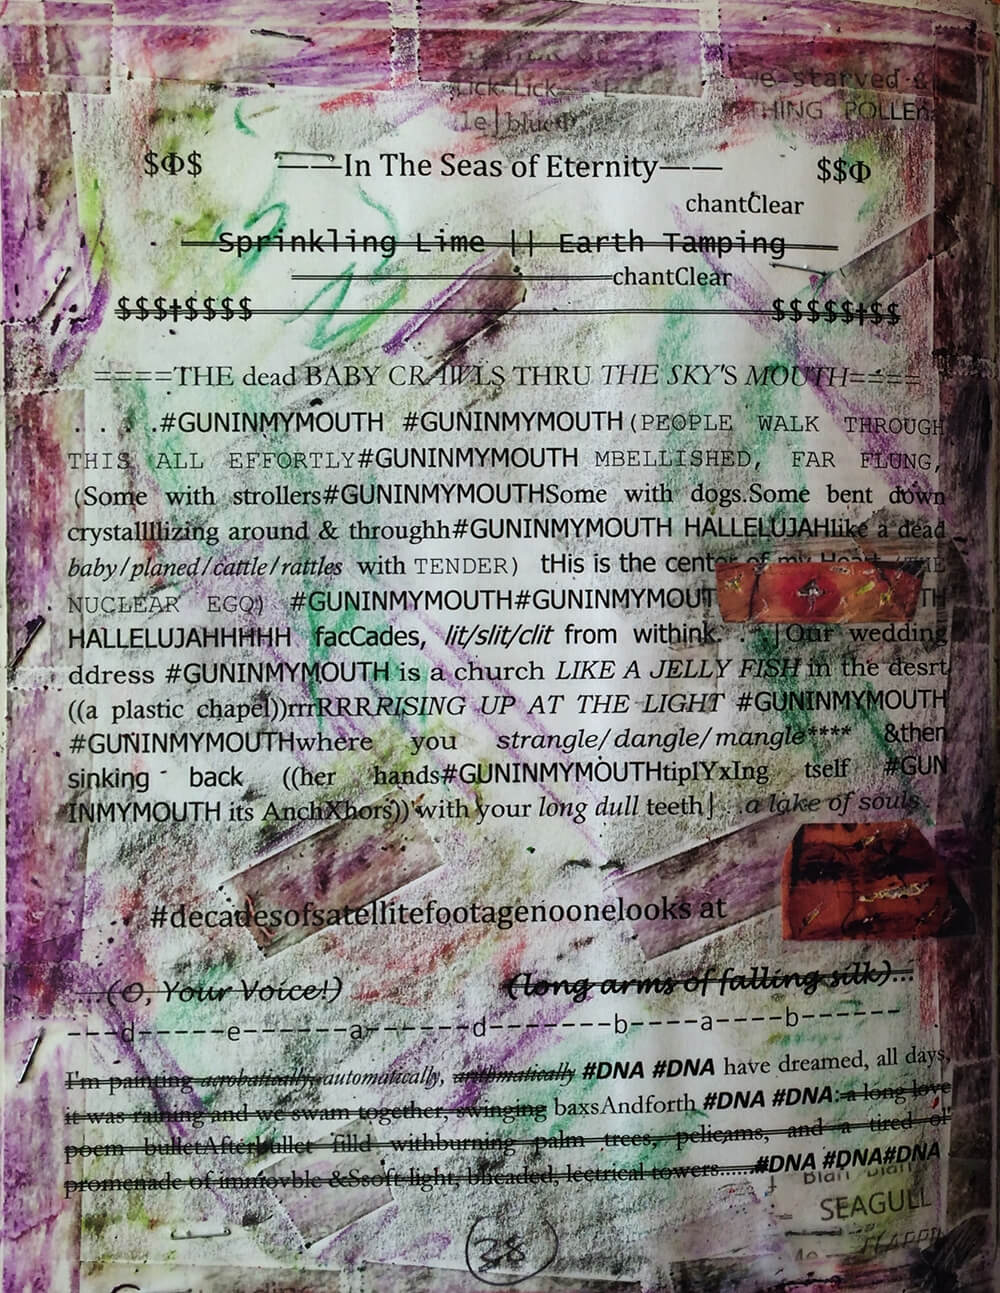 Lick-Lick
le|blue
we starved &
THING POLLEN
$Φ$ ——In The Seas of Eternity—— $$Φ
chantClear
Sprinkling Lime || Earth Tamping
chantClear
$$$†$$$$ $$$$$†$$
====THE dead BABY CRAWLS THRU THE SKY'S MOUTH====
. . . .#GUNINMYMOUTH #GUNINMYMOUTH(PEOPLE WALK THROUGH
THIS ALL EFFORTLY#GUNINMYMOUTH MBELLISHED, FAR FLUNG,
(Some with strollers#GUNINMYMOUTHSome with dogs.Some bent down
crystallllizing around & throughh#GUNINMYMOUTH HALLELUJAHlike a dead
baby/planed/cattle/rattles with TENDER) tHis is the center of my Heart (THE
NUCLEAR EGO) #GUNINMYMOUTH#GUNINMYMOUT TH
HALLELUJAHHHHH facCades, lit/slit/clit from withink. . .|Our wedding
ddress #GUNINMYMOUTH is a church LIKE A JELLY FISH in the desrt
((a plastic chapel))rrrRRRRISING UP AT THE LIGHT #GUNINMYMOUTH
#GUNINMYMOUTHwhere you strangle/dangle/mangle**** &then
sinking back ((her hands#GUNINMYMOUTHtiplYxIng tself #GUN
INMYMOUTH its AnchXhors)) with your long dull teeth| . .a lake of souls .
. . .#decadesofsatellitefootagenoonelooks at
...(O, Your Voice!) (long arms of falling silk)...
---d------e------a------d-------b----a----b------
I'm painting acrobatically, automatically, arithmatically #DNA #DNA have dreamed, all days,
it was raining and we swam together, swinging baxsAndforth #DNA #DNA: a long love
poem bulletAfterbullet filld withburning palm trees, pelicans, and a tired ol'
promenade of immovble &Ssoft light, blicaded, lectrical towers......#DNA #DNA#DNA
Blah Blah
SEAGULL
38